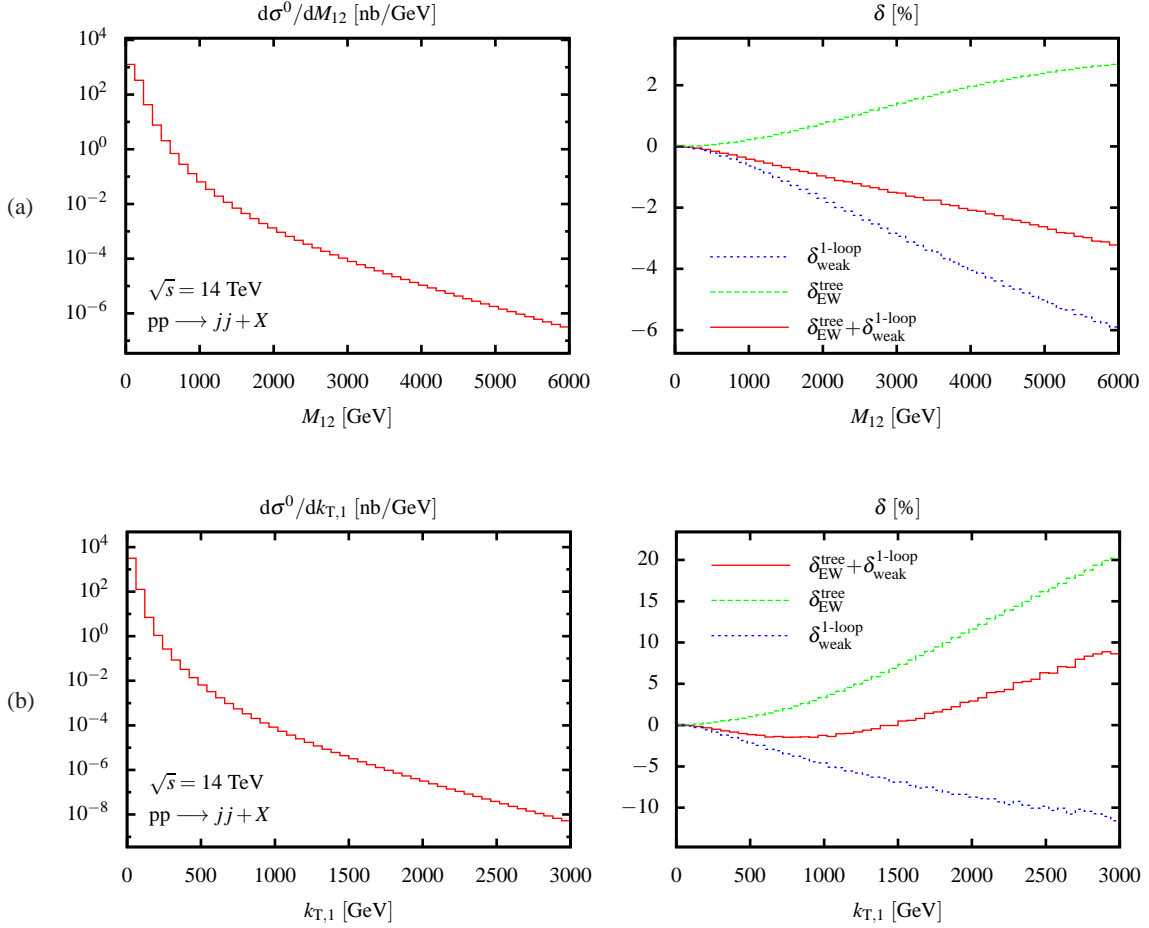 dσ⁰/dM₁₂ [nb/GeV]
10⁴
10²
10⁰
10⁻²
10⁻⁴
10⁻⁶
(a)
√s = 14 TeV
pp ⟶ jj + X
0 1000 2000 3000 4000 5000 6000
M₁₂ [GeV]
δ [%]
2
0
−2
−4
−6
δ_weak^1-loop
δ_EW^tree
δ_EW^tree + δ_weak^1-loop
0 1000 2000 3000 4000 5000 6000
M₁₂ [GeV]
dσ⁰/dk_T,1 [nb/GeV]
10⁴
10²
10⁰
10⁻²
10⁻⁴
10⁻⁶
10⁻⁸
(b)
√s = 14 TeV
pp ⟶ jj + X
0 500 1000 1500 2000 2500 3000
k_T,1 [GeV]
δ [%]
20
15
10
5
0
−5
−10
δ_EW^tree + δ_weak^1-loop
δ_EW^tree
δ_weak^1-loop
0 500 1000 1500 2000 2500 3000
k_T,1 [GeV]